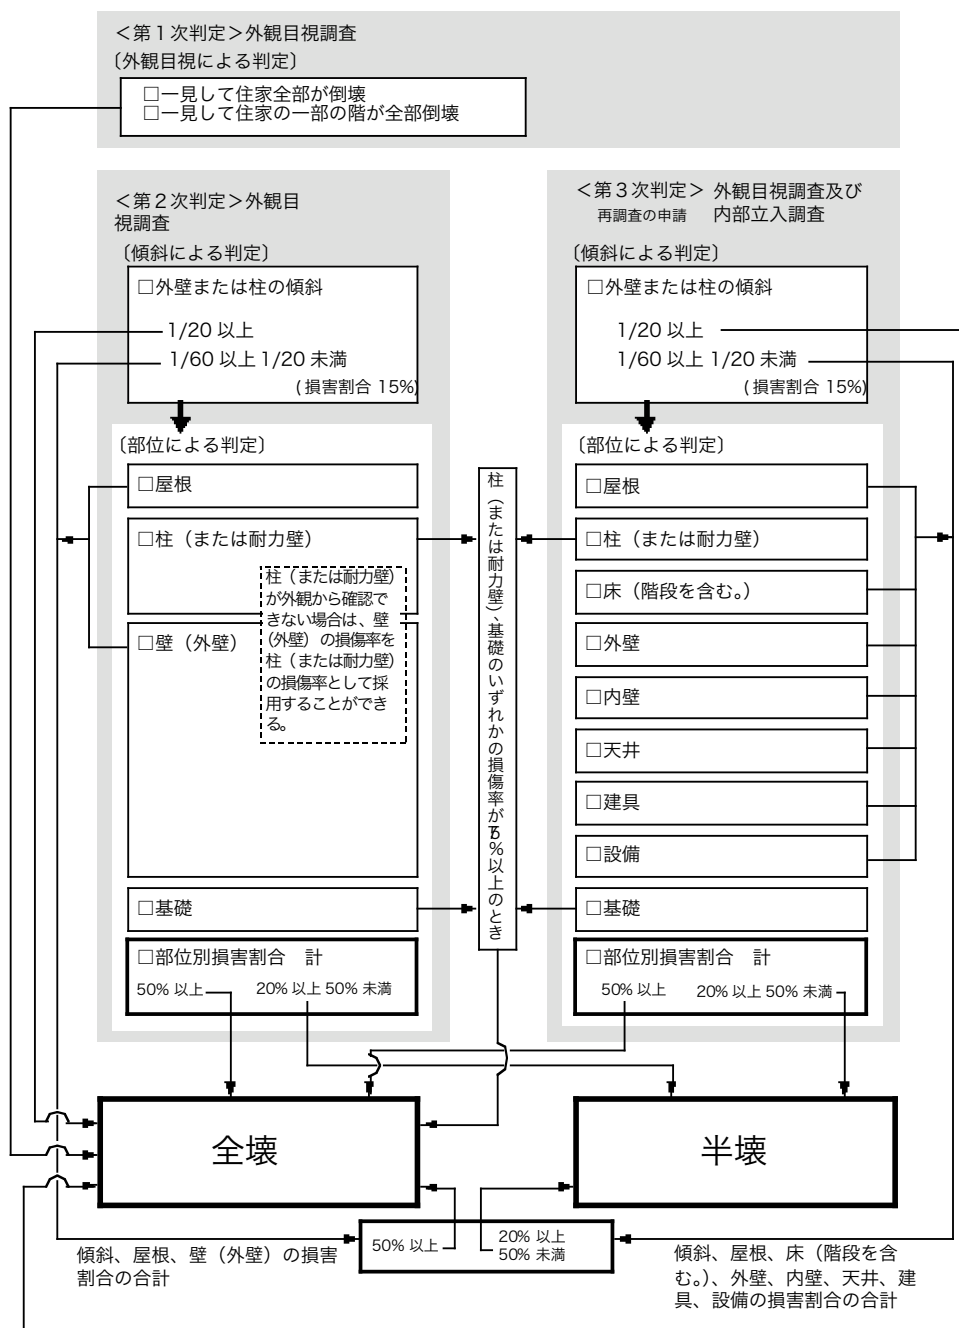 ＜第１次判定＞外観目視調査
〔外観目視による判定〕
□一見して住家全部が倒壊
□一見して住家の一部の階が全部倒壊
＜第２次判定＞外観目
視調査
〔傾斜による判定〕
□外壁または柱の傾斜
1/20 以上
1/60 以上 1/20 未満
(損害割合 15%)
〔部位による判定〕
□屋根
□柱（または耐力壁）
柱（または耐力壁）
が外観から確認で
きない場合は、壁
（外壁）の損傷率を
柱（または耐力壁）
の損傷率として採
用することができ
る。
□壁（外壁）
□基礎
□部位別損害割合　計
50% 以上
20% 以上 50% 未満
柱（または耐力壁）、基礎のいずれかの損傷率が75%以上のとき
＜第３次判定＞ 外観目視調査及び
再調査の申請 内部立入調査
〔傾斜による判定〕
□外壁または柱の傾斜
1/20 以上
1/60 以上 1/20 未満
(損害割合 15%)
〔部位による判定〕
□屋根
□柱（または耐力壁）
□床（階段を含む。）
□外壁
□内壁
□天井
□建具
□設備
□基礎
□部位別損害割合　計
50% 以上
20% 以上 50% 未満
全壊
半壊
50% 以上
20% 以上
50% 未満
傾斜、屋根、壁（外壁）の損害
割合の合計
傾斜、屋根、床（階段を含
む。）、外壁、内壁、天井、建
具、設備の損害割合の合計